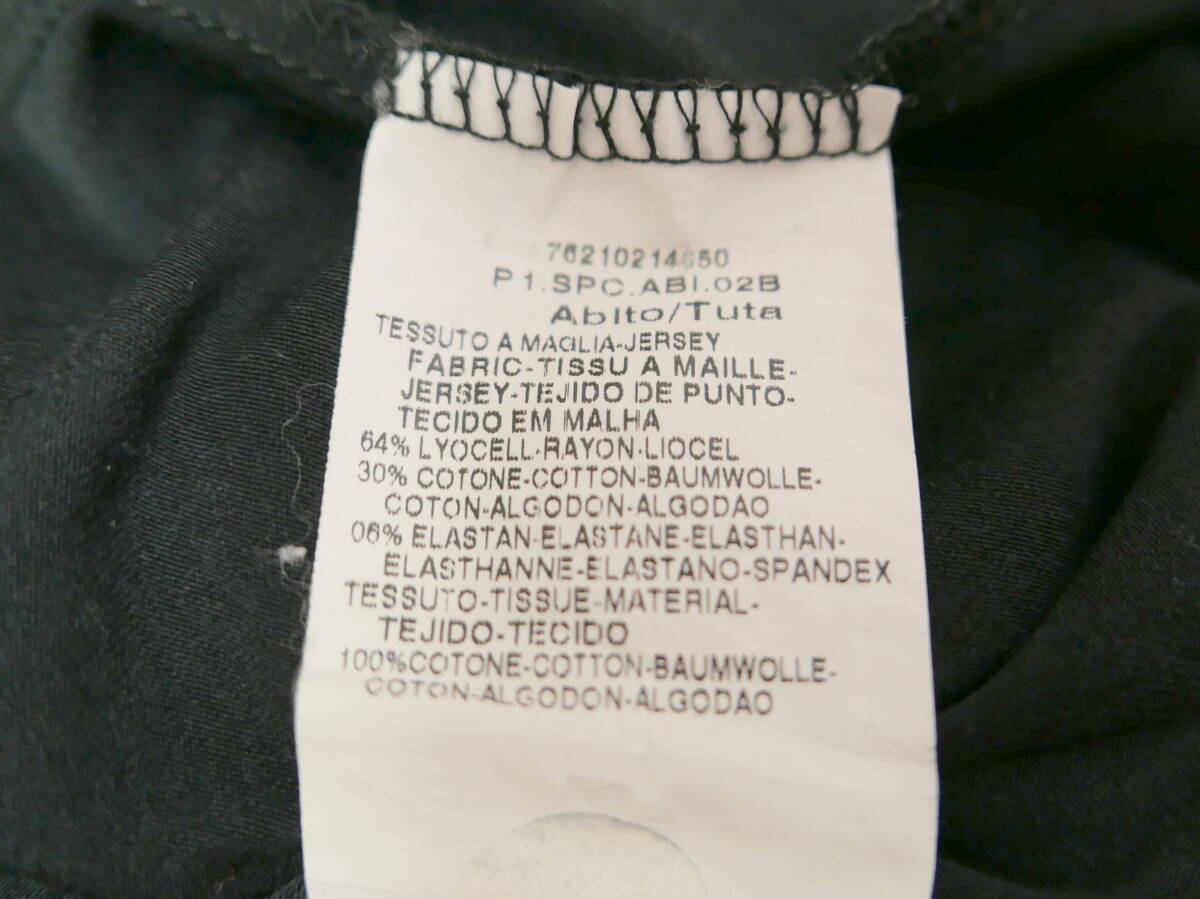 76210214650
P1.SPC.ABI.02B
Abito/Tuta
TESSUTO A MAGLIA-JERSEY
FABRIC-TISSU A MAILLE-
JERSEY-TEJIDO DE PUNTO-
TECIDO EM MALHA
64% LYOCELL-RAYON-LIOCEL
30% COTONE-COTTON-BAUMWOLLE-
COTON-ALGODON-ALGODAO
06% ELASTAN-ELASTANE-ELASTHAN-
ELASTHANNE-ELASTANO-SPANDEX
TESSUTO-TISSUE-MATERIAL-
TEJIDO-TECIDO
100%COTONE-COTTON-BAUMWOLLE-
COTON-ALGODON-ALGODAO